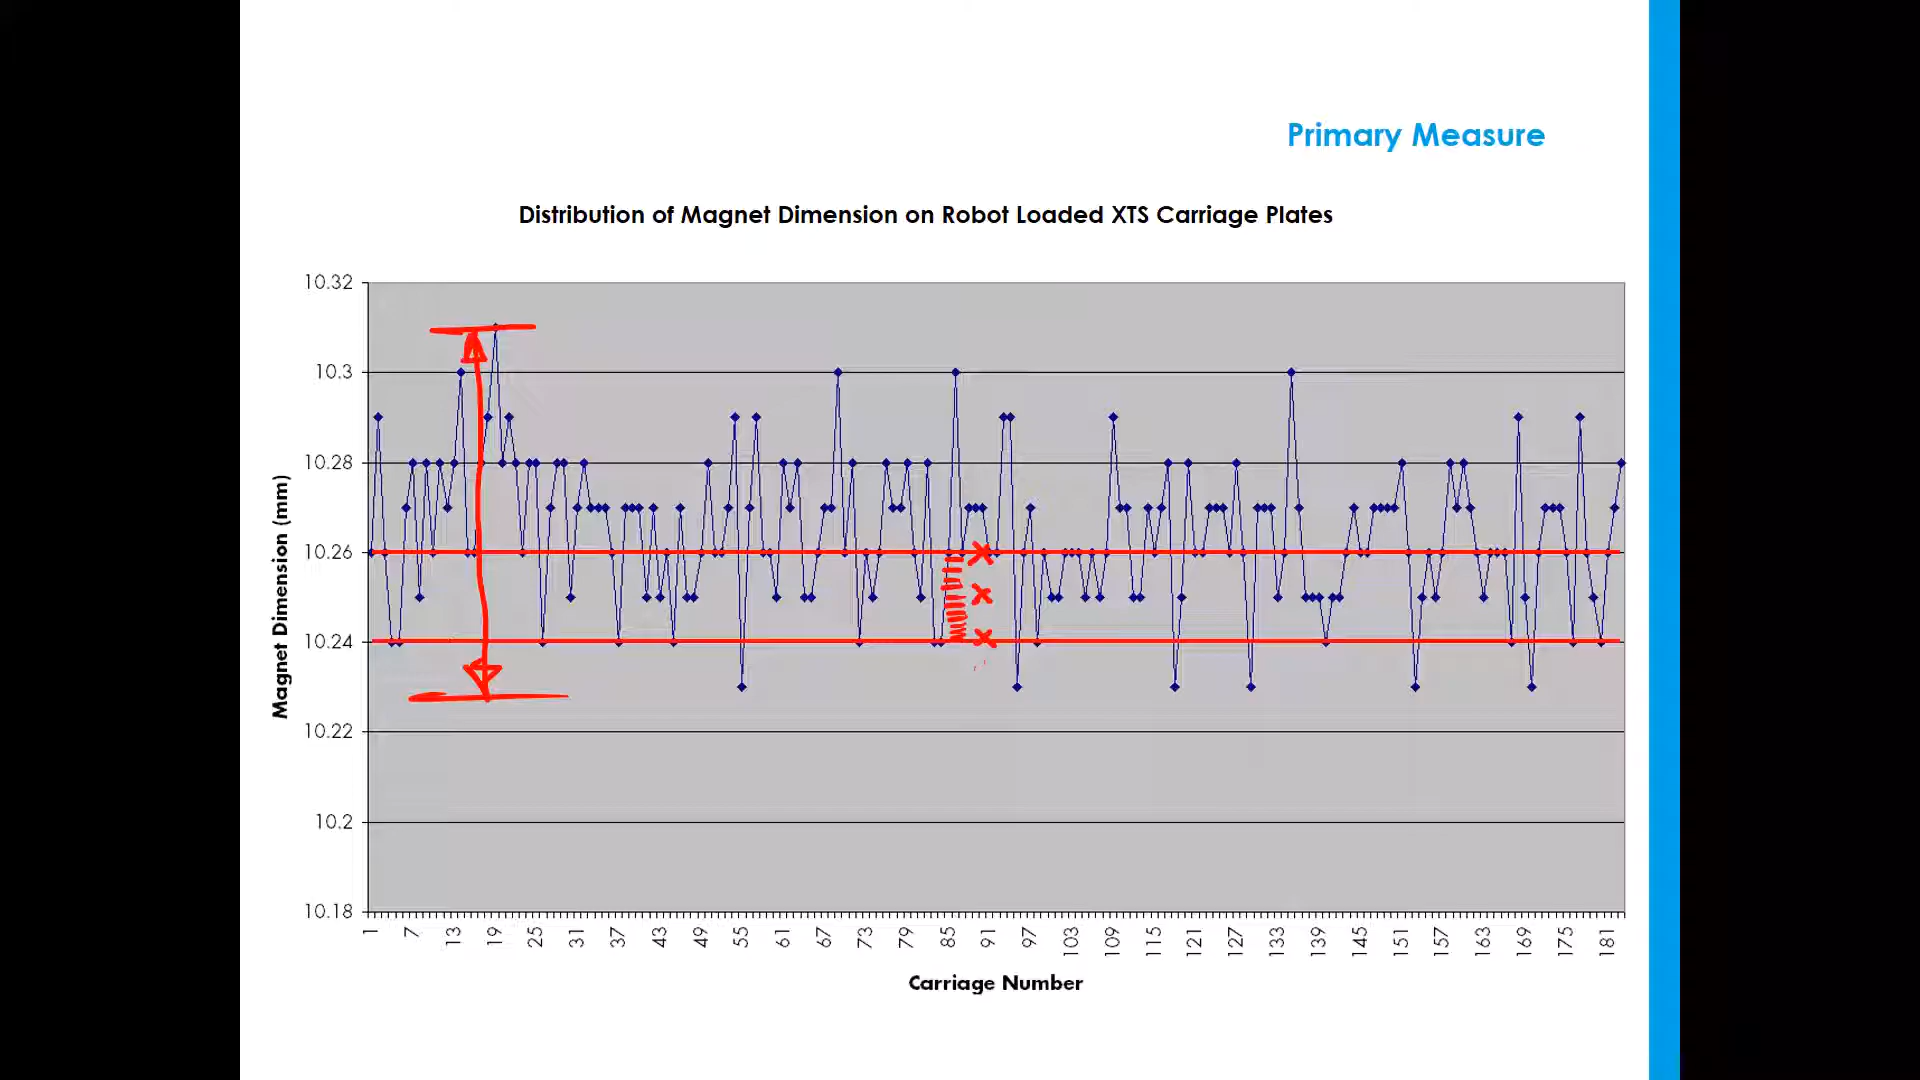 Primary Measure
Distribution of Magnet Dimension on Robot Loaded XTS Carriage Plates
Magnet Dimension (mm)
10.32
10.3
10.28
10.26
10.24
10.22
10.2
10.18
1 7 13 19 25 31 37 43 49 55 61 67 73 79 85 91 97 103 109 115 121 127 133 139 145 151 157 163 169 175 181
Carriage Number